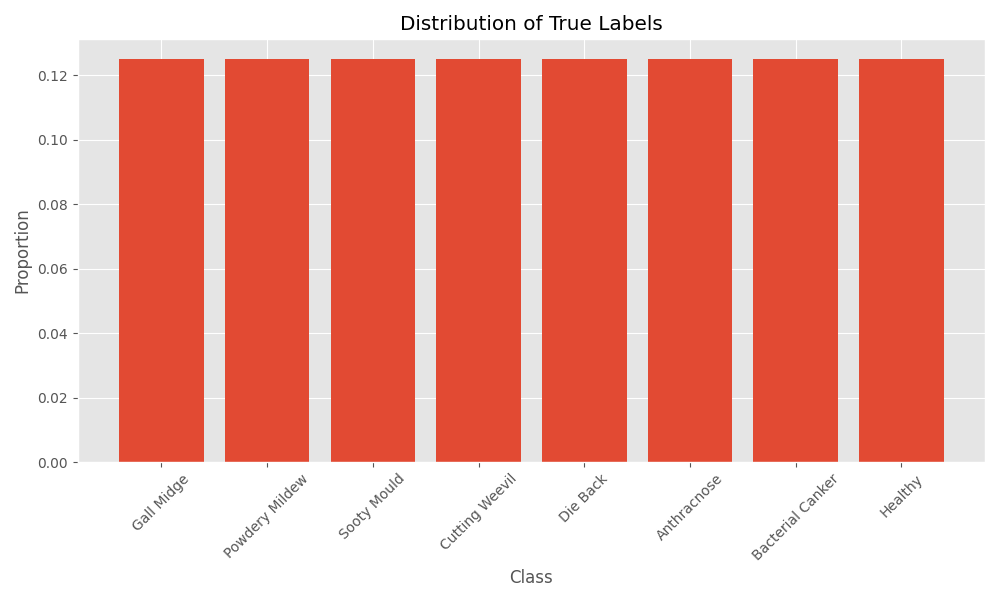 Distribution of True Labels
Proportion
0.12
0.10
0.08
0.06
0.04
0.02
0.00
Gall Midge
Powdery Mildew
Sooty Mould
Cutting Weevil
Die Back
Anthracnose
Bacterial Canker
Healthy
Class